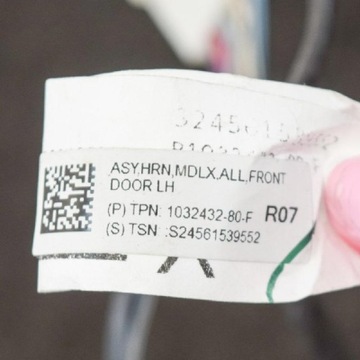 ASY,HRN,MDLX,ALL,FRONT
DOOR LH
(P) TPN: 1032432-80-F R07
(S) TSN :S24561539552